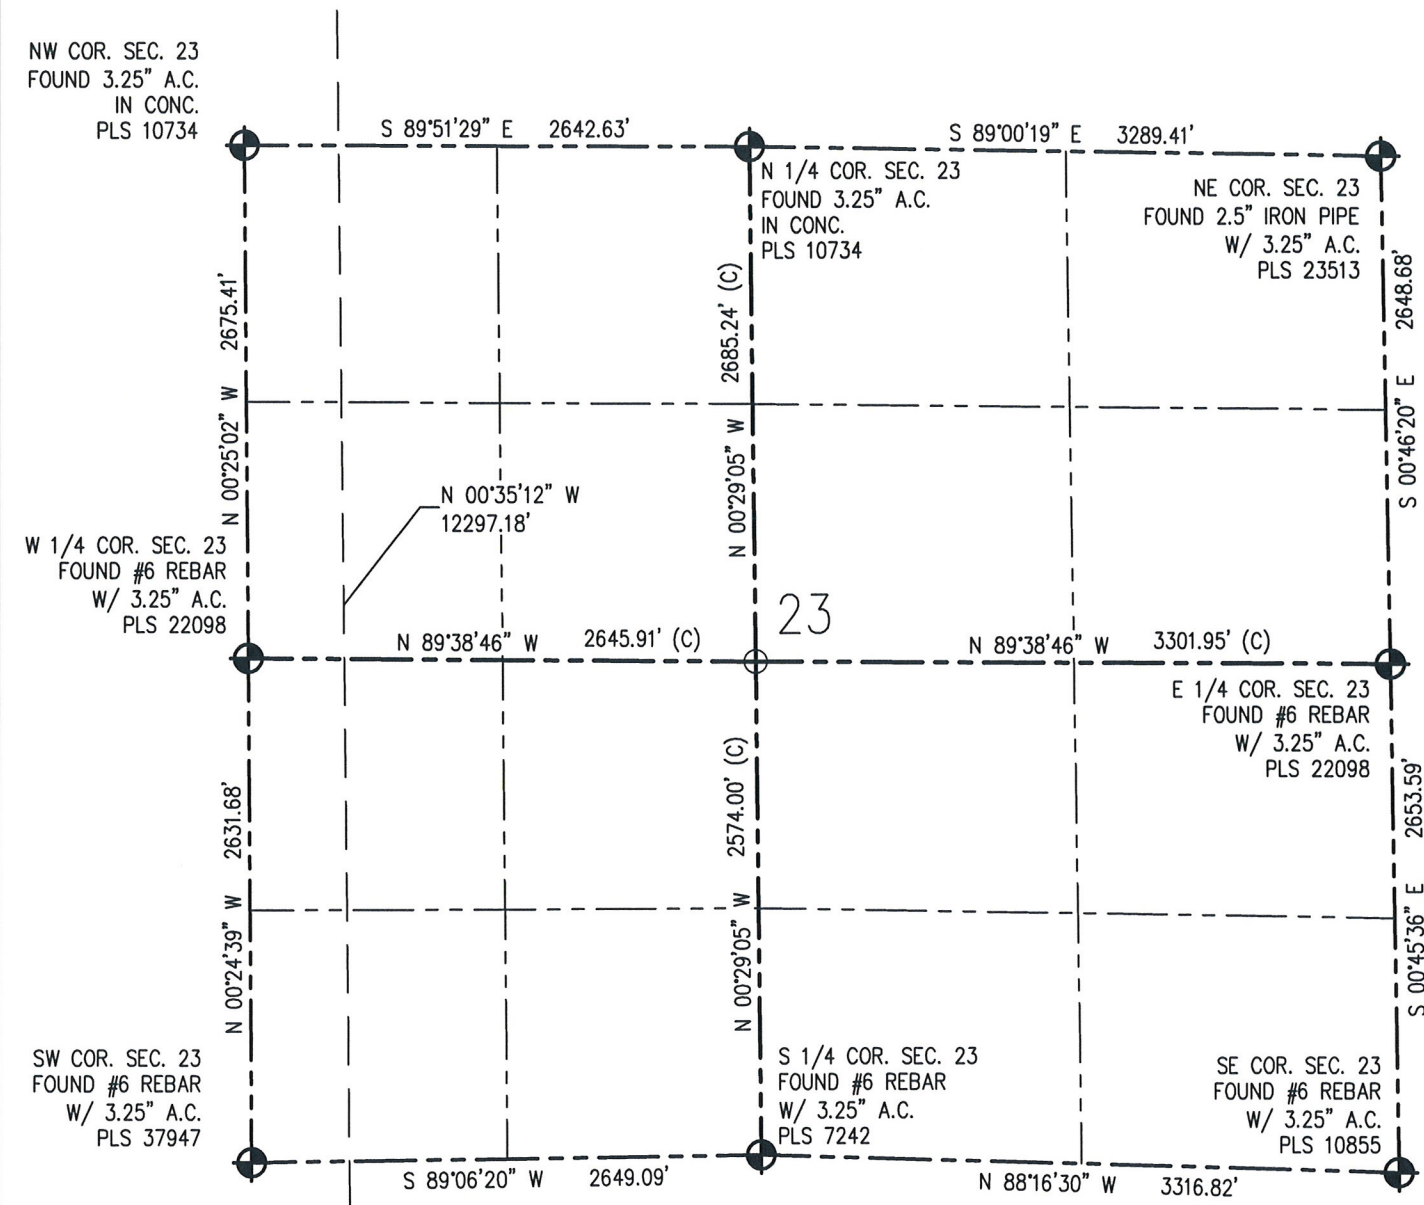 NW COR. SEC. 23
FOUND 3.25" A.C.
IN CONC.
PLS 10734
S 89°51'29" E 2642.63'
S 89°00'19" E 3289.41'
N 1/4 COR. SEC. 23
FOUND 3.25" A.C.
IN CONC.
PLS 10734
NE COR. SEC. 23
FOUND 2.5" IRON PIPE
W/ 3.25" A.C.
PLS 23513
N 00°25'02" W 2675.41'
N 00°29'05" W 2685.24' (C)
S 00°46'20" E 2648.68'
N 00°35'12" W
12297.18'
W 1/4 COR. SEC. 23
FOUND #6 REBAR
W/ 3.25" A.C.
PLS 22098
23
N 89°38'46" W 2645.91' (C)
N 89°38'46" W 3301.95' (C)
E 1/4 COR. SEC. 23
FOUND #6 REBAR
W/ 3.25" A.C.
PLS 22098
N 00°24'39" W 2631.68'
N 00°29'05" W 2574.00' (C)
S 00°45'36" E 2653.59'
SW COR. SEC. 23
FOUND #6 REBAR
W/ 3.25" A.C.
PLS 37947
S 1/4 COR. SEC. 23
FOUND #6 REBAR
W/ 3.25" A.C.
PLS 7242
SE COR. SEC. 23
FOUND #6 REBAR
W/ 3.25" A.C.
PLS 10855
S 89°06'20" W 2649.09'
N 88°16'30" W 3316.82'